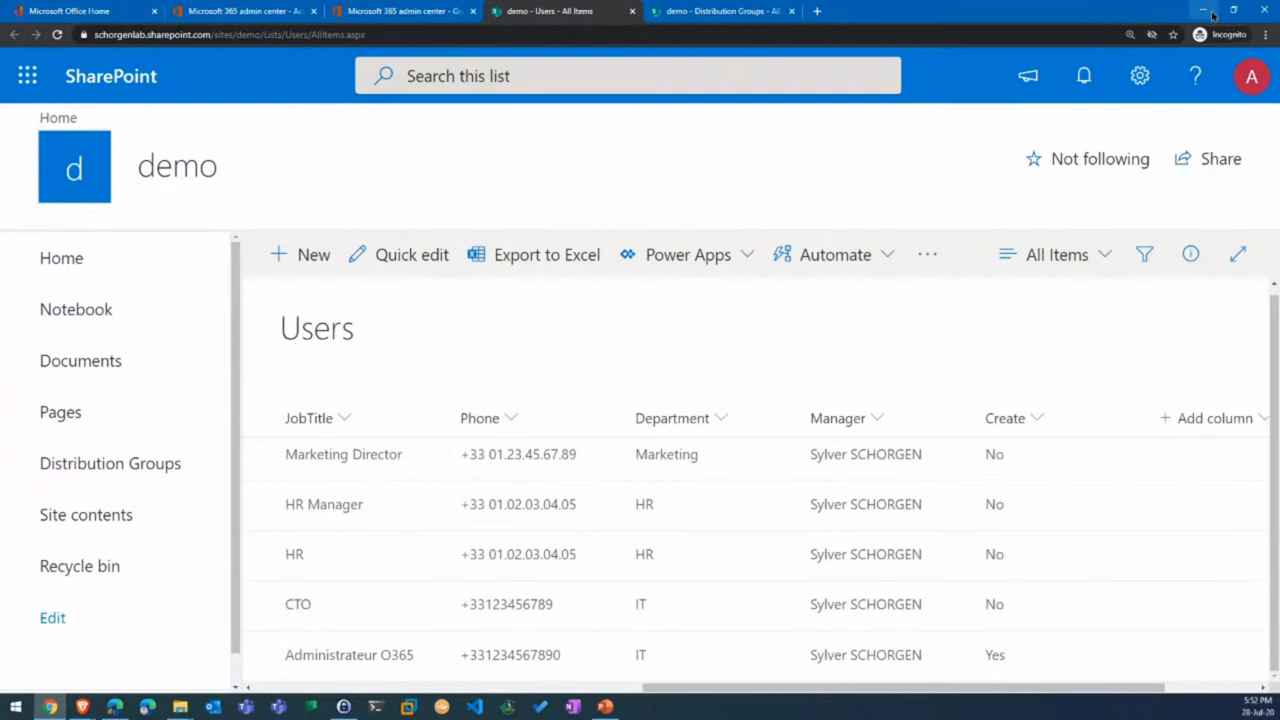 Microsoft Office Home
Microsoft 365 admin center - Ac
Microsoft 365 admin center - Gr
demo - Users - All Items
demo - Distribution Groups - All
schorgenlab.sharepoint.com/sites/demo/Lists/Users/AllItems.aspx
Incognito
SharePoint
Search this list
?
A
Home
d
demo
Not following
Share
Home
Notebook
Documents
Pages
Distribution Groups
Site contents
Recycle bin
Edit
+ New
Quick edit
Export to Excel
Power Apps
Automate
...
All Items
Users
JobTitle Phone Department Manager Create + Add column
Marketing Director +33 01.23.45.67.89 Marketing Sylver SCHORGEN No
HR Manager +33 01.02.03.04.05 HR Sylver SCHORGEN No
HR +33 01.02.03.04.05 HR Sylver SCHORGEN No
CTO +33123456789 IT Sylver SCHORGEN No
Administrateur O365 +331234567890 IT Sylver SCHORGEN Yes
5:52 PM
28-Jul-20